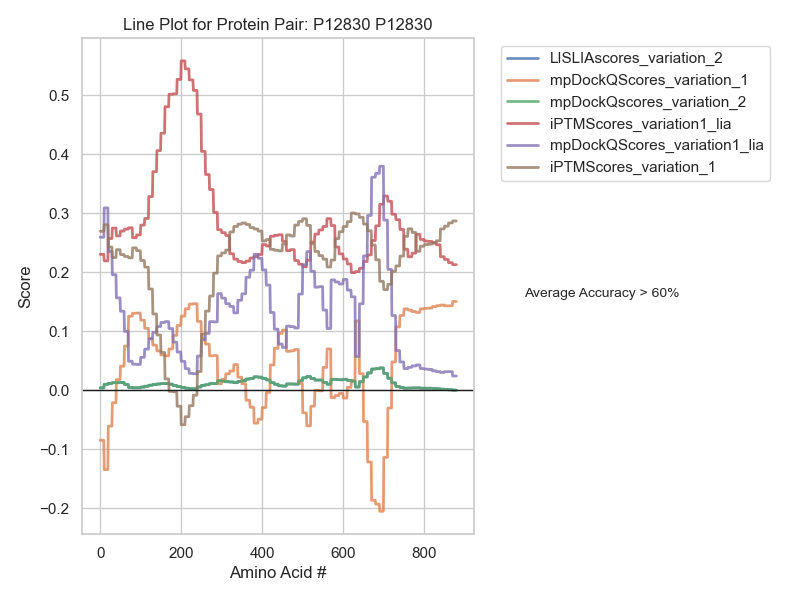 Line Plot for Protein Pair: P12830 P12830
LISLIAscores_variation_2
mpDockQScores_variation_1
mpDockQscores_variation_2
iPTMScores_variation1_lia
mpDockQScores_variation1_lia
iPTMScores_variation_1
Average Accuracy > 60%
Score
0.5
0.4
0.3
0.2
0.1
0.0
−0.1
−0.2
0 200 400 600 800
Amino Acid #